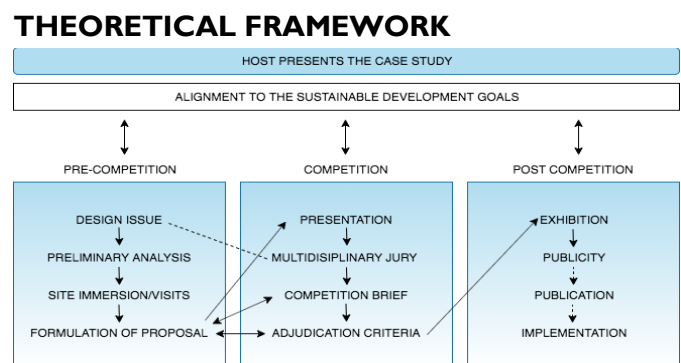 THEORETICAL FRAMEWORK
HOST PRESENTS THE CASE STUDY
ALIGNMENT TO THE SUSTAINABLE DEVELOPMENT GOALS
PRE-COMPETITION
DESIGN ISSUE
PRELIMINARY ANALYSIS
SITE IMMERSION/VISITS
FORMULATION OF PROPOSAL
COMPETITION
PRESENTATION
MULTIDISIPLINARY JURY
COMPETITION BRIEF
ADJUDICATION CRITERIA
POST COMPETITION
EXHIBITION
PUBLICITY
PUBLICATION
IMPLEMENTATION